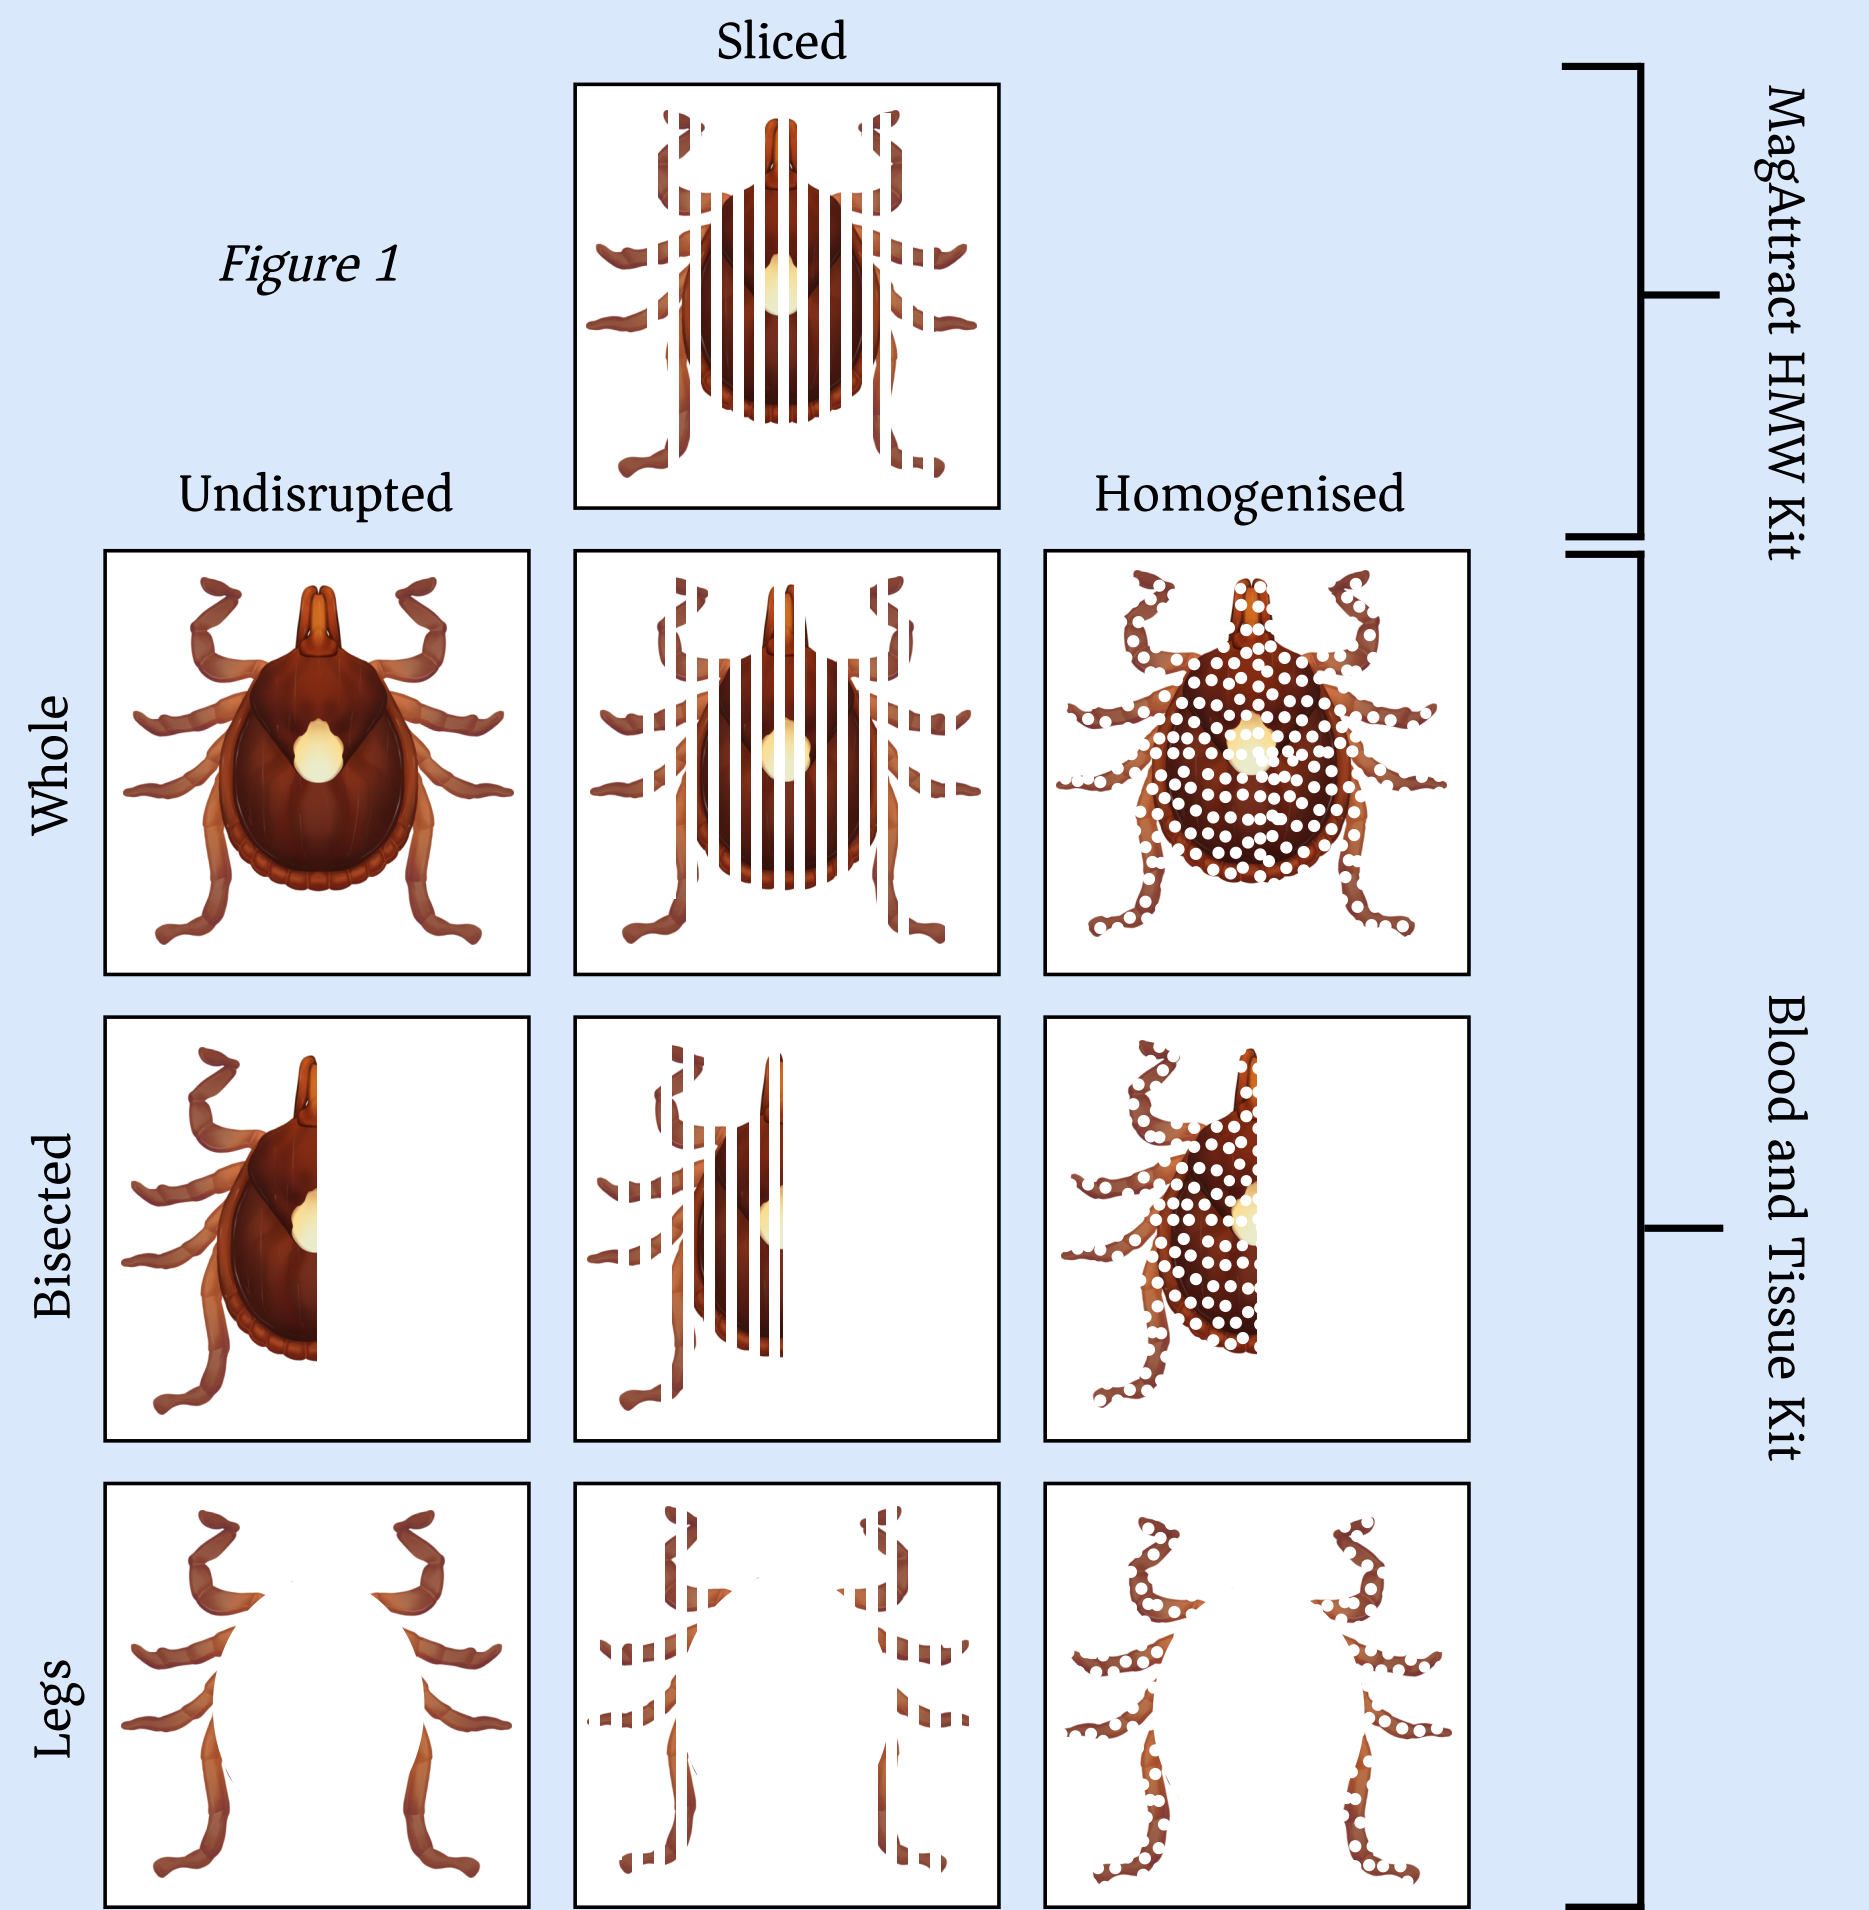 Sliced
Figure 1
MagAttract HMW Kit
Undisrupted
Homogenised
Whole
Bisected
Blood and Tissue Kit
Legs